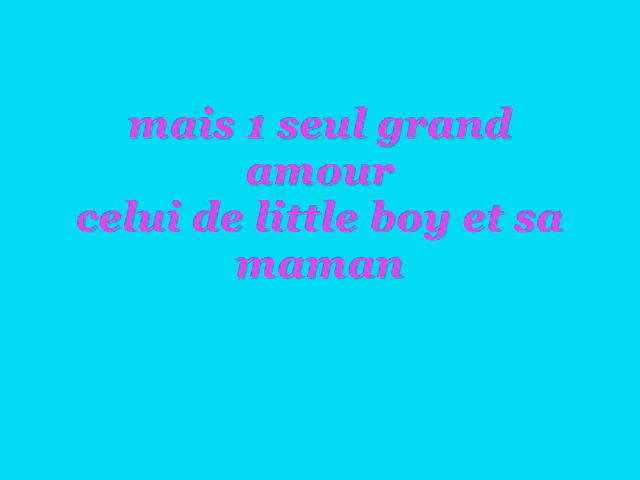 mais 1 seul grand
amour
celui de little boy et sa
maman